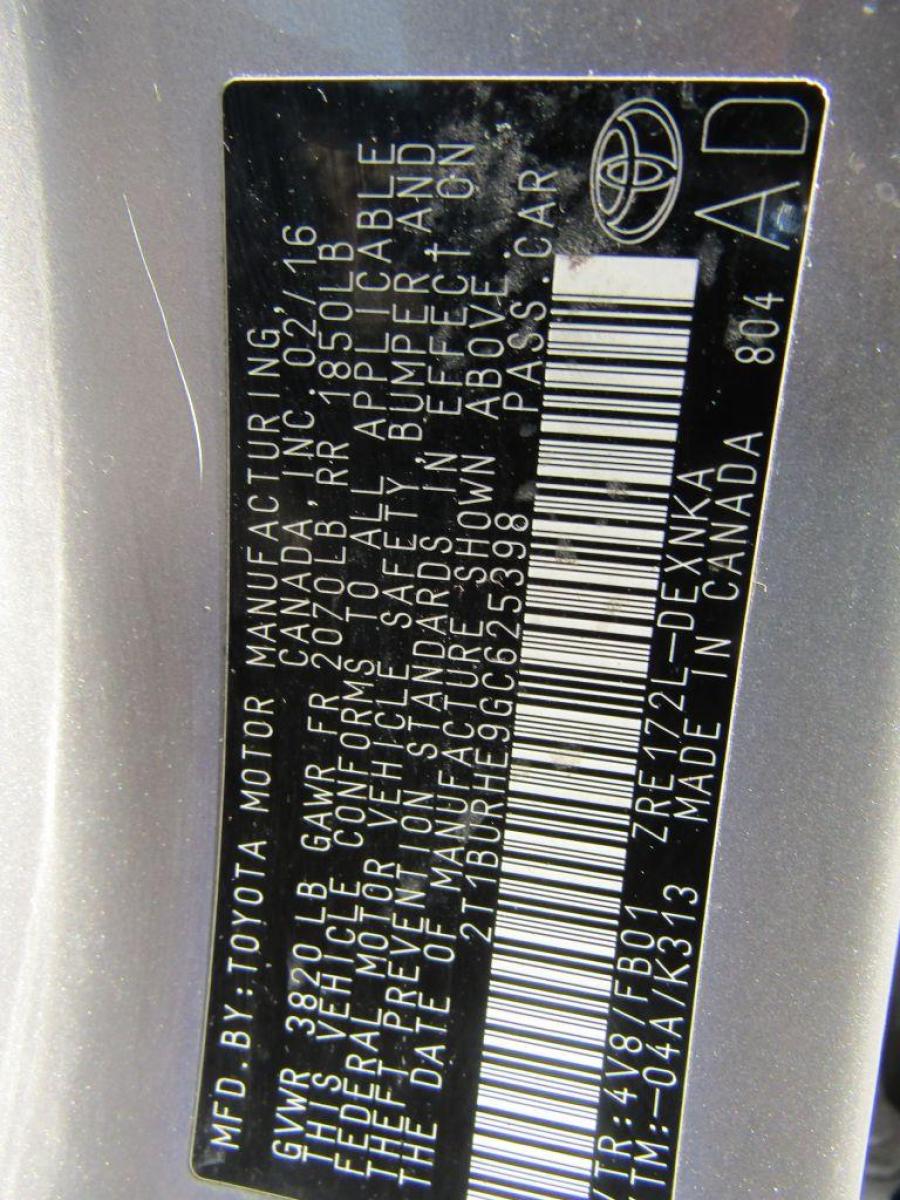 MFD.BY:TOYOTA MOTOR MANUFACTURING
CANADA,INC. 02/16
GVWR 3820LB GAWR FR 2070LB RR 1850LB
THIS VEHICLE CONFORMS TO ALL APPLICABLE
FEDERAL MOTOR VEHICLE SAFETY, BUMPER, AND
THEFT PREVENTION STANDARDS IN EFFECT ON
THE DATE OF MANUFACTURE SHOWN ABOVE.
2T1BURHE9GC625398 PASS.CAR
/TR:4V8/FB01 ZRE172L-DEXNKA
TM:-04A/K313 MADE IN CANADA 804
AD